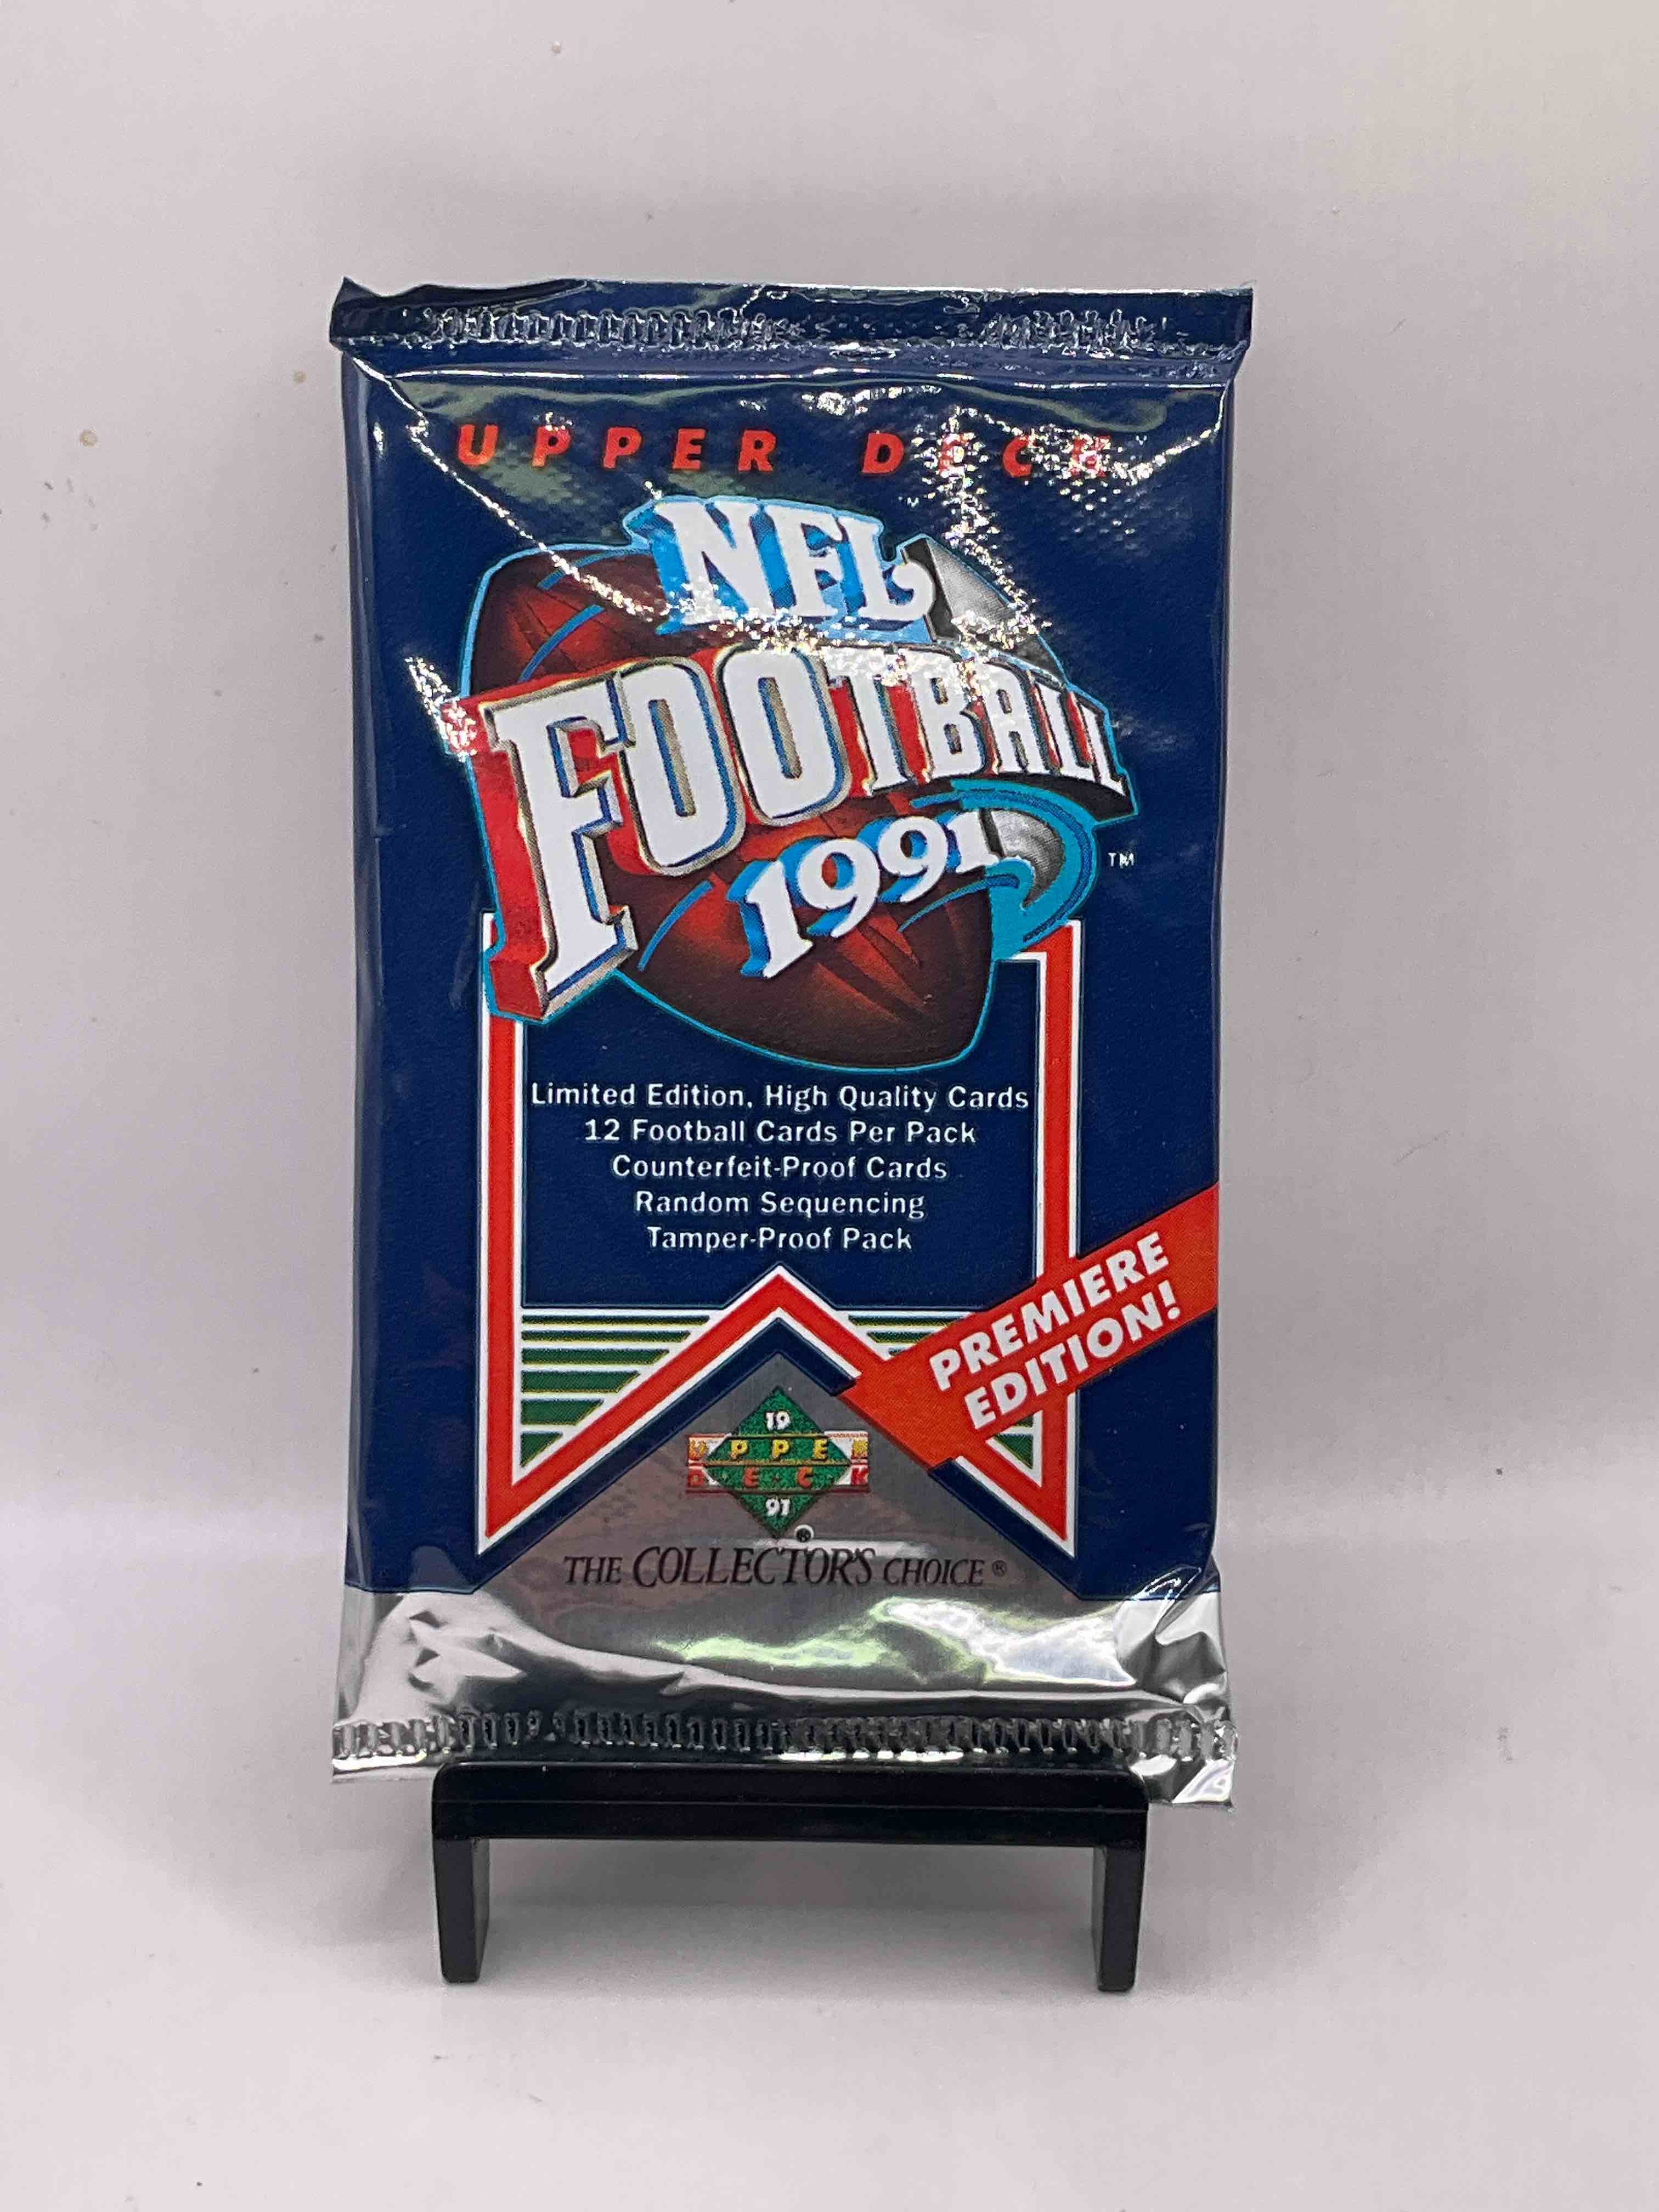 UPPER DECK
NFL
FOOTBALL
1991
TM
Limited Edition, High Quality Cards
12 Football Cards Per Pack
Counterfeit-Proof Cards
Random Sequencing
Tamper-Proof Pack
PREMIERE
EDITION!
19
UPPER
DECK
91
®
THE COLLECTOR'S CHOICE ®